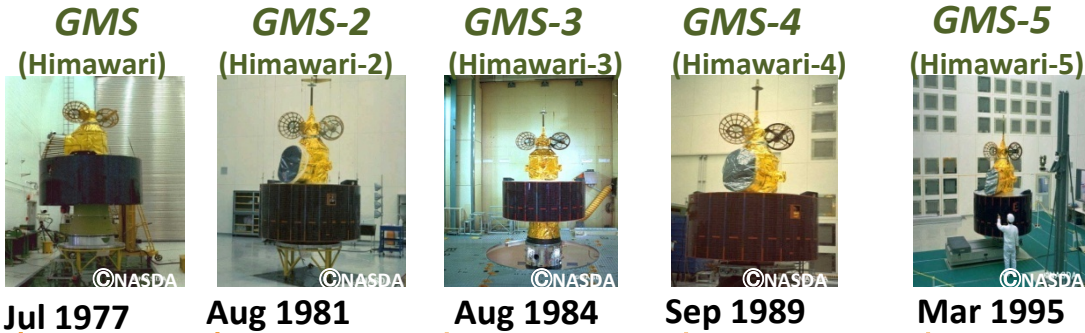 GMS
(Himawari)
©NASDA
Jul 1977
GMS-2
(Himawari-2)
©NASDA
Aug 1981
GMS-3
(Himawari-3)
©NASDA
Aug 1984
GMS-4
(Himawari-4)
©NASDA
Sep 1989
GMS-5
(Himawari-5)
©NASDA
Mar 1995